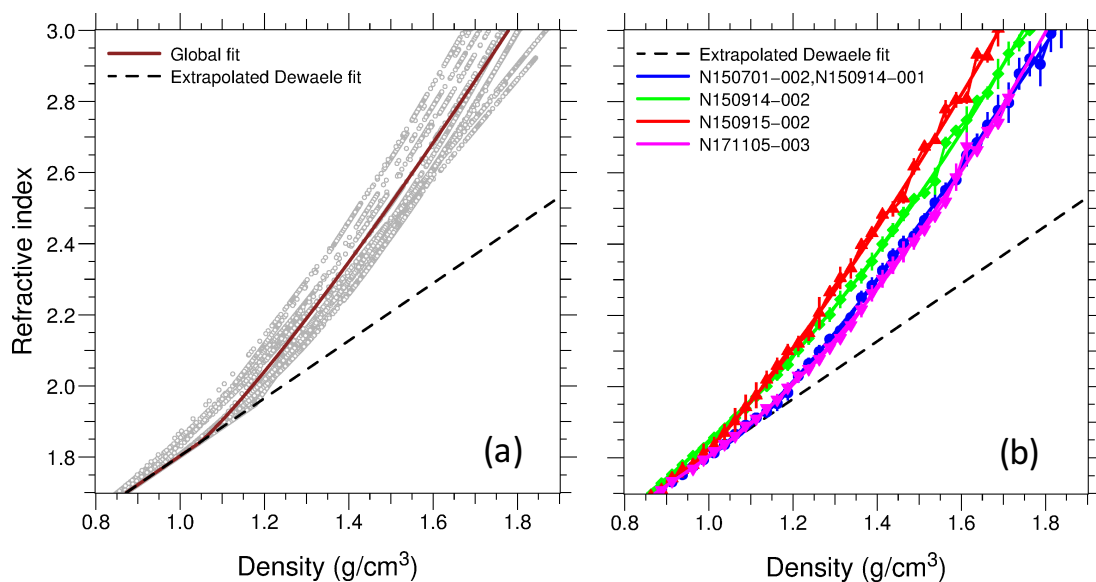 Refractive index
3.0
2.8
2.6
2.4
2.2
2.0
1.8
Global fit
Extrapolated Dewaele fit
(a)
0.8 1.0 1.2 1.4 1.6 1.8
Density (g/cm³)
Extrapolated Dewaele fit
N150701−002,N150914−001
N150914−002
N150915−002
N171105−003
(b)
0.8 1.0 1.2 1.4 1.6 1.8
Density (g/cm³)